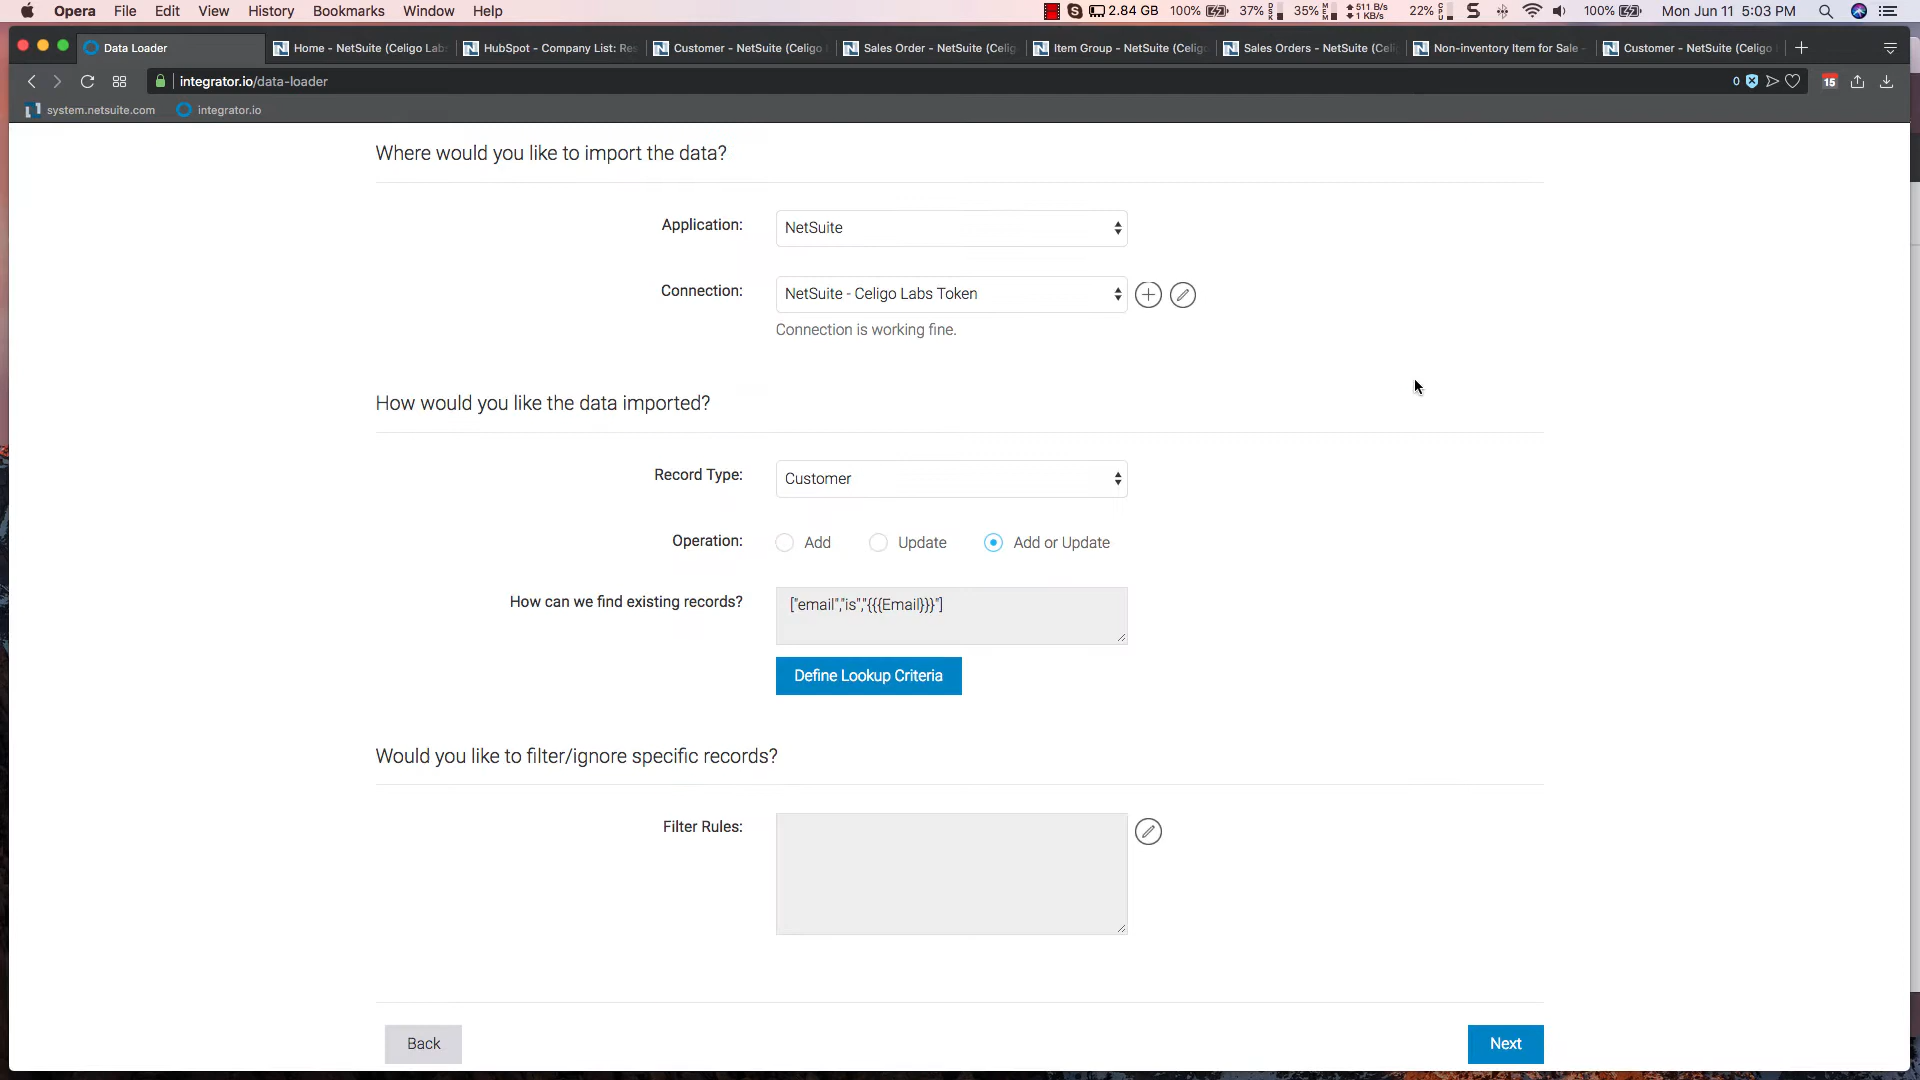 Opera File Edit View History Bookmarks Window Help 2.84 GB 100% 37% 35% 511 B/s 1 KB/s 22% 100% Mon Jun 11 5:03 PM
Data Loader Home - NetSuite (Celigo Lab HubSpot - Company List: Re Customer - NetSuite (Celigo Sales Order - NetSuite (Celig Item Group - NetSuite (Celig Sales Orders - NetSuite (Celi Non-inventory Item for Sale - Customer - NetSuite (Celigo
integrator.io/data-loader 0 15
system.netsuite.com integrator.io
Where would you like to import the data?
Application: NetSuite
Connection: NetSuite - Celigo Labs Token
Connection is working fine.
How would you like the data imported?
Record Type: Customer
Operation: Add Update Add or Update
How can we find existing records? ["email","is","{{{Email}}}"]
Define Lookup Criteria
Would you like to filter/ignore specific records?
Filter Rules:
Back Next